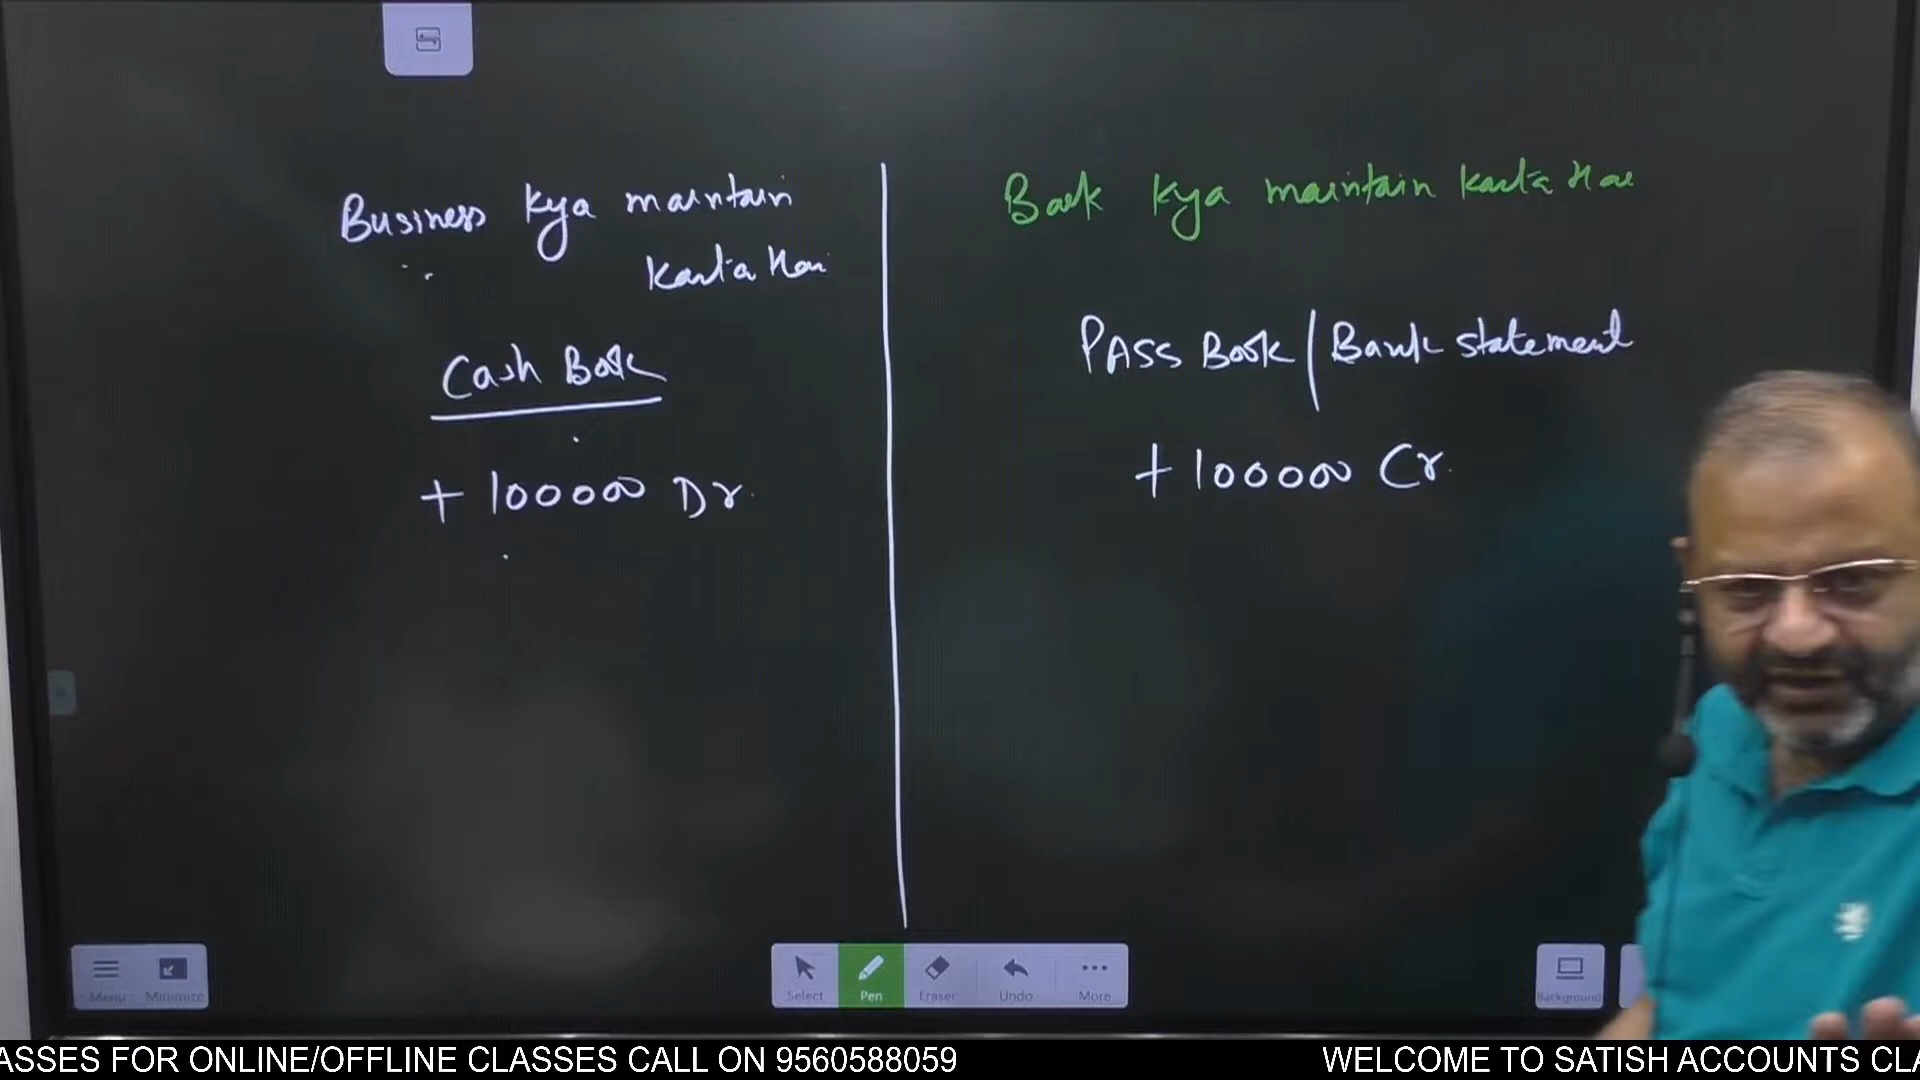 Business kya maintain
karta Hai
Cash Book
+ 100000 Dr.
Bank kya maintain karta Hai
PASS Book / Bank statement
+ 100000 Cr.
Menu
Minimize
Select
Pen
Eraser
Undo
More
Background
ASSES FOR ONLINE/OFFLINE CLASSES CALL ON 9560588059
WELCOME TO SATISH ACCOUNTS CLA